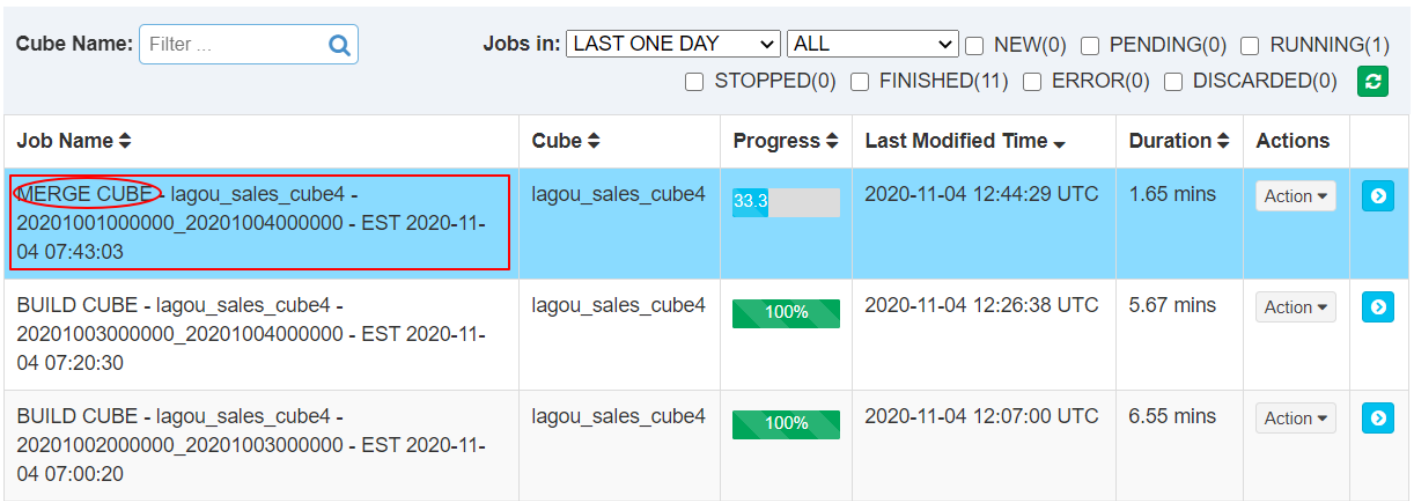 Cube Name: Filter ... Jobs in: LAST ONE DAY ALL NEW(0) PENDING(0) RUNNING(1)
STOPPED(0) FINISHED(11) ERROR(0) DISCARDED(0)
Job Name Cube Progress Last Modified Time Duration Actions
MERGE CUBE - lagou_sales_cube4 - lagou_sales_cube4 33.3 2020-11-04 12:44:29 UTC 1.65 mins Action
20201001000000_20201004000000 - EST 2020-11-
04 07:43:03
BUILD CUBE - lagou_sales_cube4 - lagou_sales_cube4 100% 2020-11-04 12:26:38 UTC 5.67 mins Action
20201003000000_20201004000000 - EST 2020-11-
04 07:20:30
BUILD CUBE - lagou_sales_cube4 - lagou_sales_cube4 100% 2020-11-04 12:07:00 UTC 6.55 mins Action
20201002000000_20201003000000 - EST 2020-11-
04 07:00:20